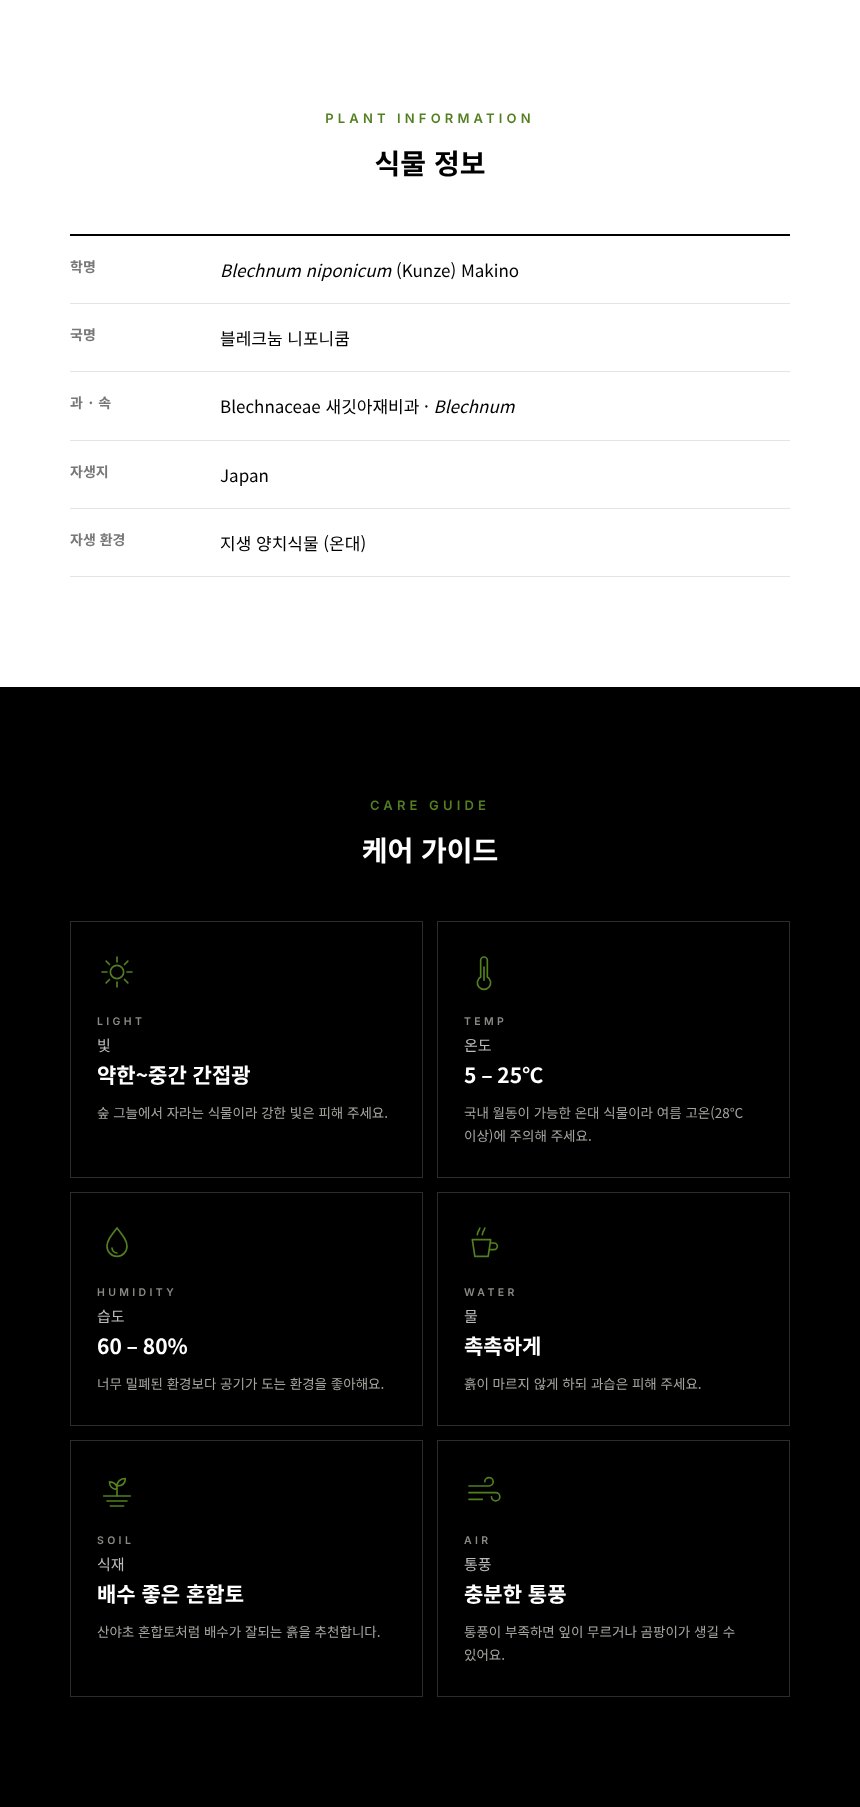 PLANT INFORMATION
식물 정보
학명
Blechnum niponicum (Kunze) Makino
국명
블레크눔 니포니쿰
과 · 속
Blechnaceae 새깃아재비과 · Blechnum
자생지
Japan
자생 환경
지생 양치식물 (온대)
CARE GUIDE
케어 가이드
LIGHT
빛
약한~중간 간접광
숲 그늘에서 자라는 식물이라 강한 빛은 피해 주세요.
TEMP
온도
5 – 25℃
국내 월동이 가능한 온대 식물이라 여름 고온(28℃
이상)에 주의해 주세요.
HUMIDITY
습도
60 – 80%
너무 밀폐된 환경보다 공기가 도는 환경을 좋아해요.
WATER
물
촉촉하게
흙이 마르지 않게 하되 과습은 피해 주세요.
SOIL
식재
배수 좋은 혼합토
산야초 혼합토처럼 배수가 잘되는 흙을 추천합니다.
AIR
통풍
충분한 통풍
통풍이 부족하면 잎이 무르거나 곰팡이가 생길 수
있어요.